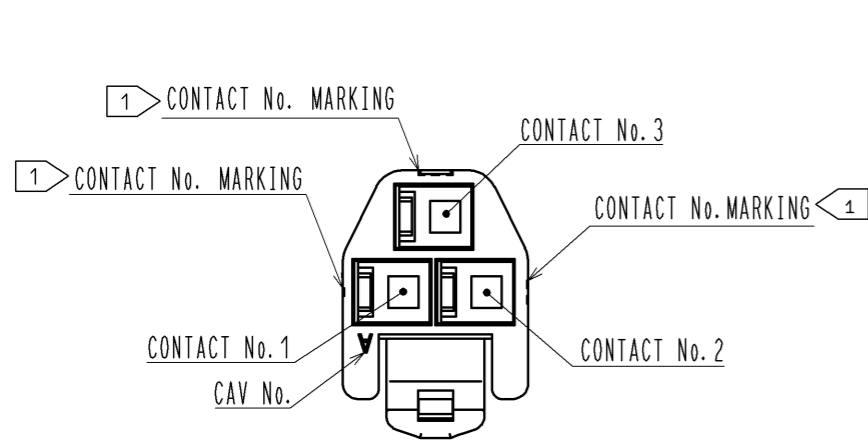 1 CONTACT No. MARKING
CONTACT No.3
1 CONTACT No. MARKING
CONTACT No.MARKING 1
CONTACT No.1
A
CONTACT No.2
CAV No.